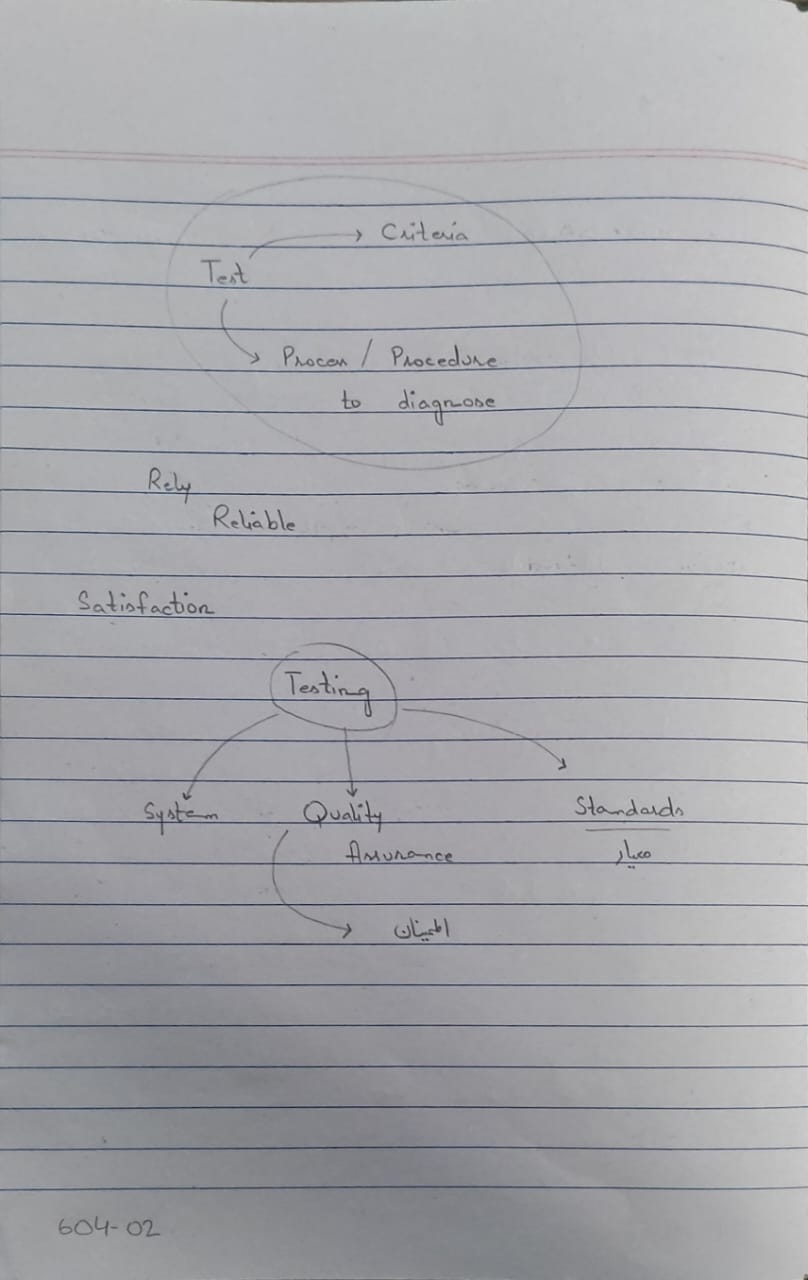 Criteria
Test
Process / Procedure
to diagnose
Rely
Reliable
Satisfaction
Testing
System Quality Standards
Assurance معیار
اطمینان
604-02